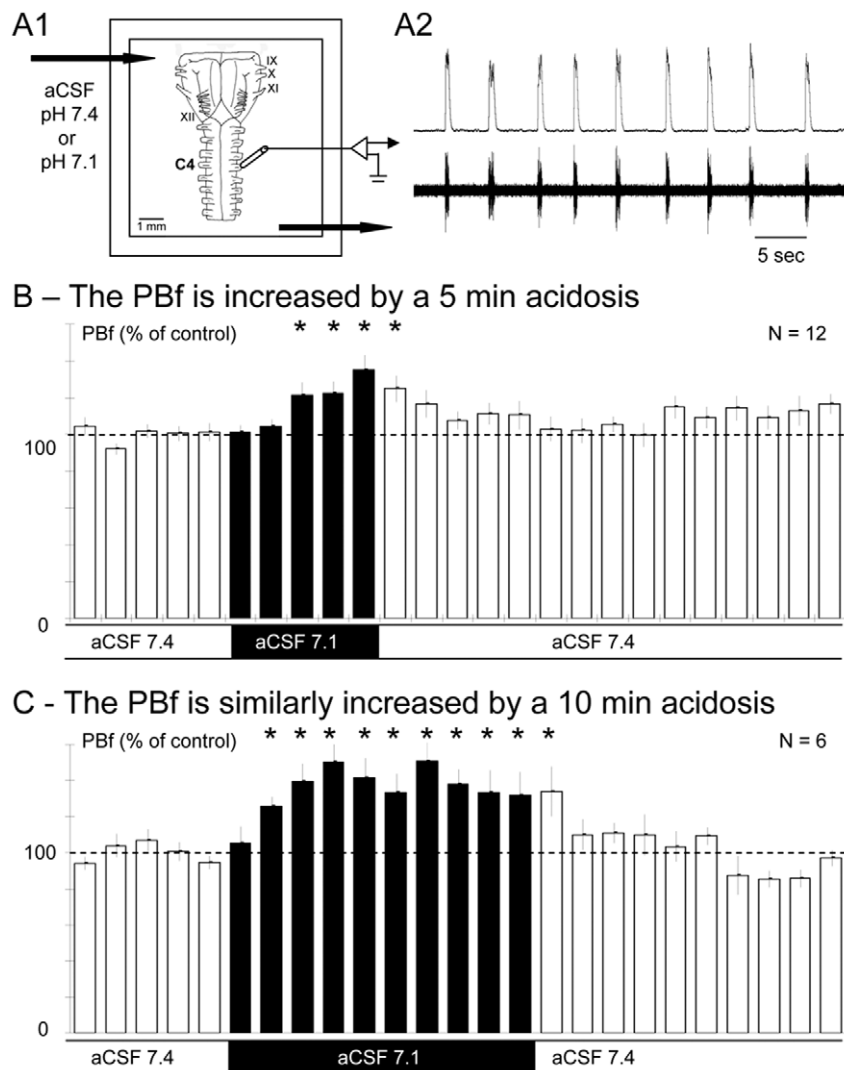 A1
A2
aCSF
pH 7.4
or
pH 7.1
IX
X
XI
XII
C4
1 mm
5 sec
B – The PBf is increased by a 5 min acidosis
PBf (% of control)
* * * *
N = 12
100
0
aCSF 7.4 aCSF 7.1 aCSF 7.4
C - The PBf is similarly increased by a 10 min acidosis
PBf (% of control)
* * * * * * * * * *
N = 6
100
0
aCSF 7.4 aCSF 7.1 aCSF 7.4